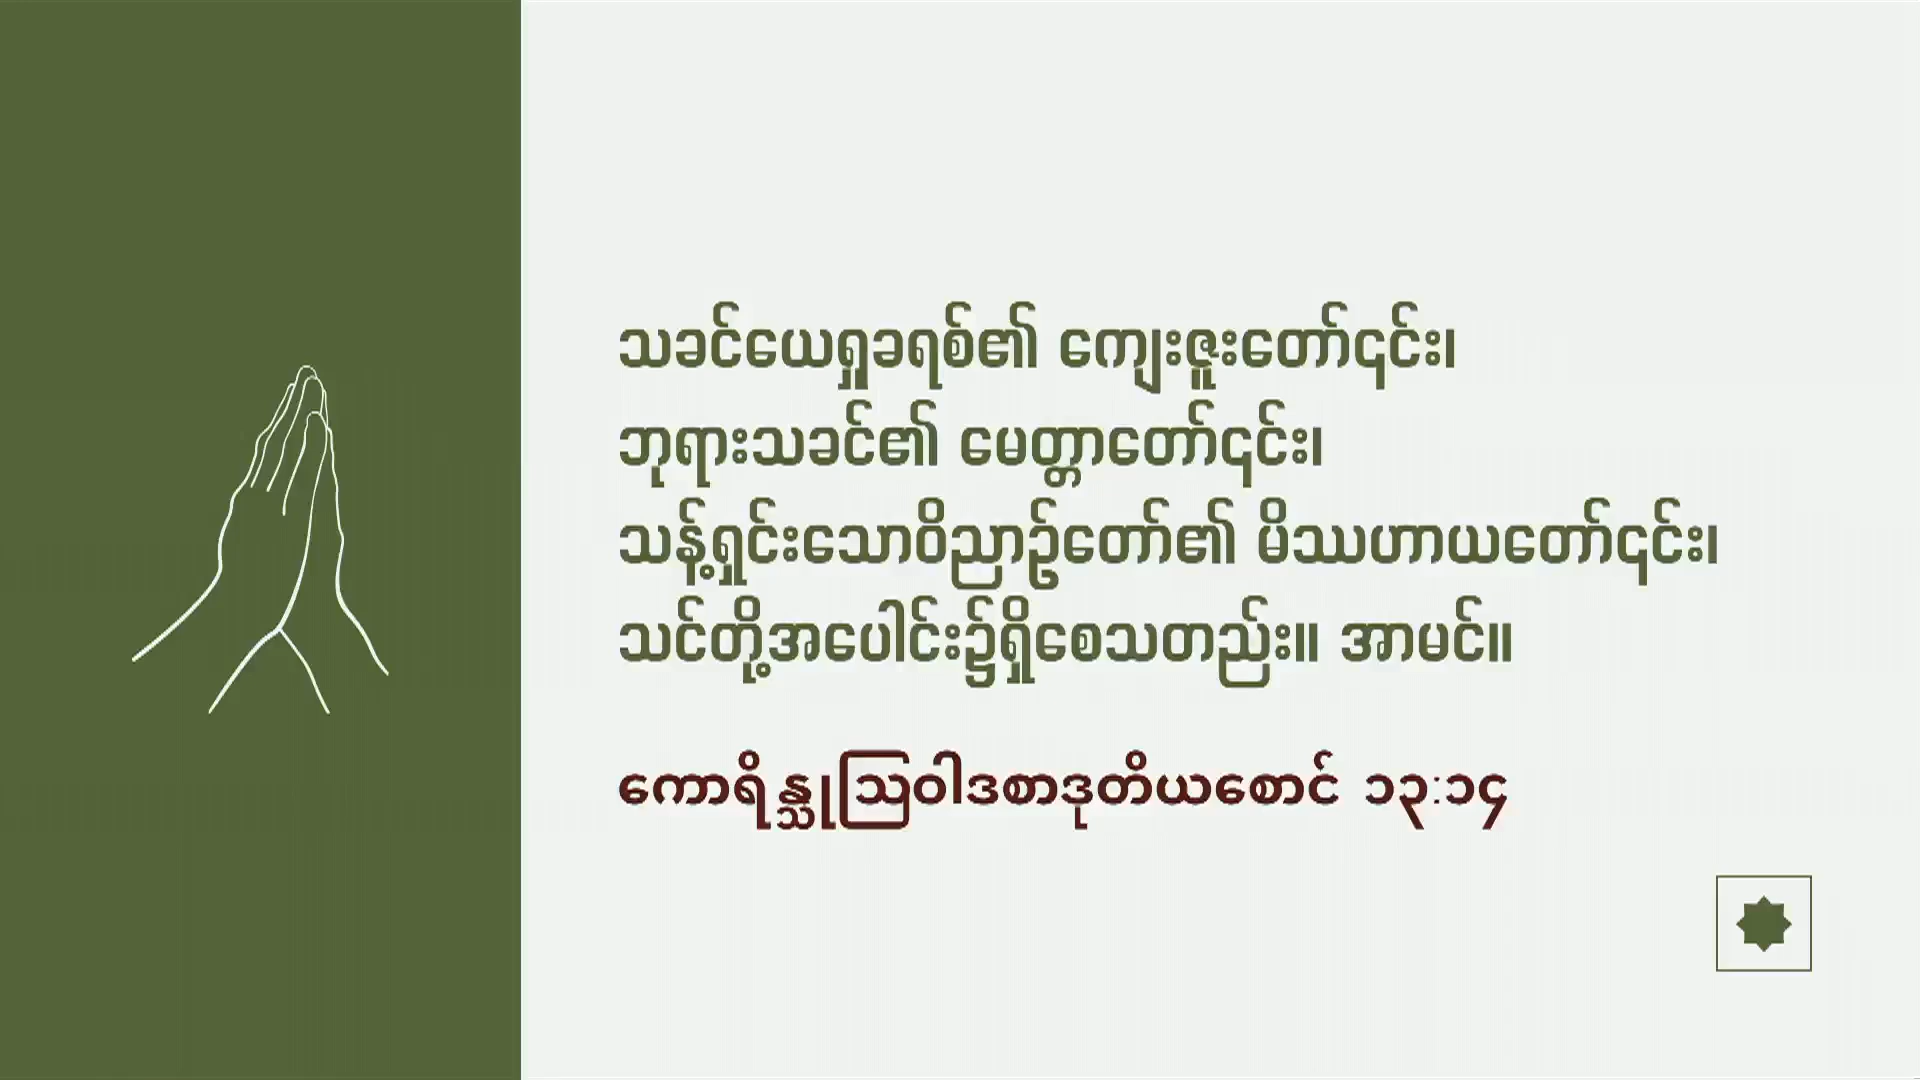 သခင်ယေရှုခရစ်၏ ကျေးဇူးတော်၎င်း၊
ဘုရားသခင်၏ မေတ္တာတော်၎င်း၊
သန့်ရှင်းသောဝိညာဉ်တော်၏ မိဿဟာယတော်၎င်း၊
သင်တို့အပေါင်း၌ရှိစေသတည်း။ အာမင်။
ကောရိန္သုဩဝါဒစာဒုတိယစောင် ၁၃:၁၄